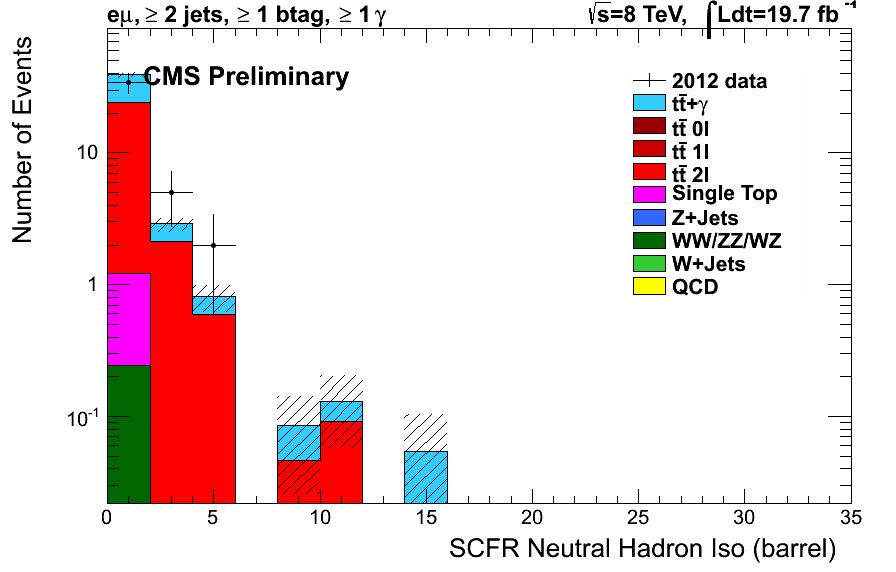 eμ, ≥ 2 jets, ≥ 1 btag, ≥ 1 γ
√s=8 TeV, ∫Ldt=19.7 fb⁻¹
CMS Preliminary
2012 data
tt̄+γ
tt̄ 0l
tt̄ 1l
tt̄ 2l
Single Top
Z+Jets
WW/ZZ/WZ
W+Jets
QCD
Number of Events
10
1
10⁻¹
0 5 10 15 20 25 30 35
SCFR Neutral Hadron Iso (barrel)